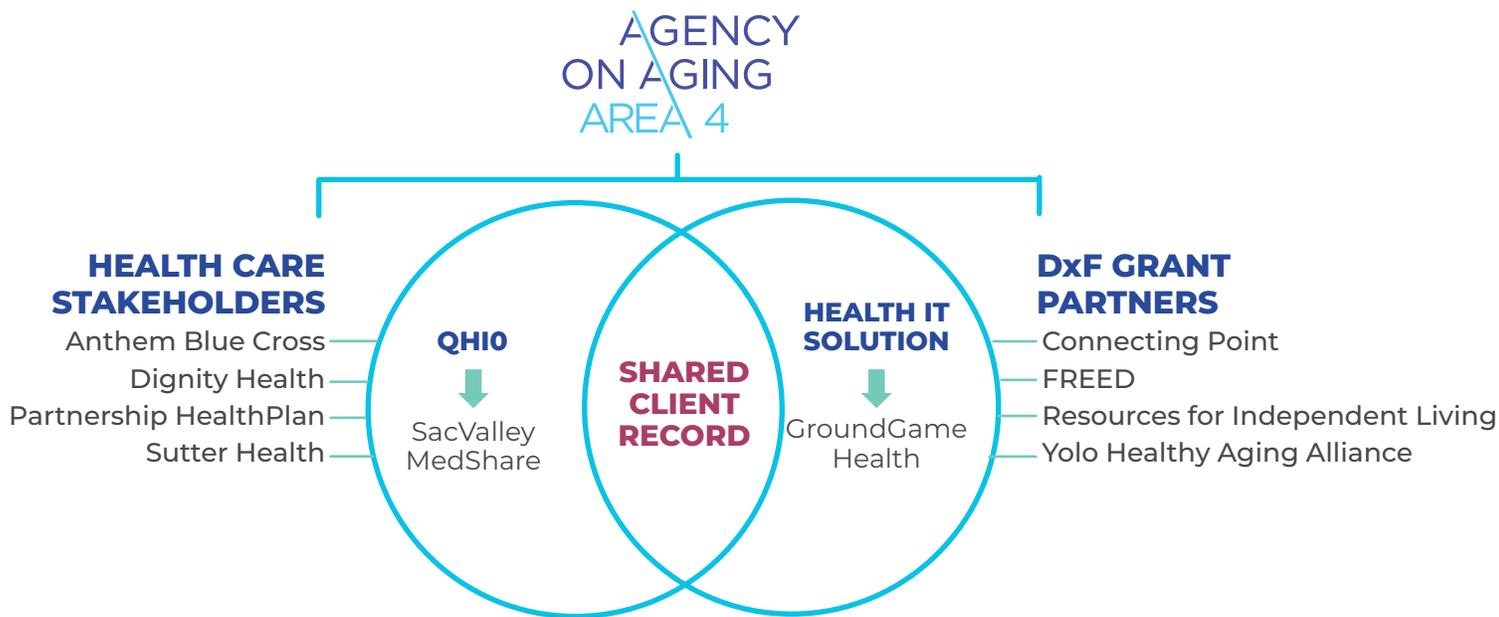 AGENCY
ON AGING
AREA 4
HEALTH CARE
STAKEHOLDERS
Anthem Blue Cross
Dignity Health
Partnership HealthPlan
Sutter Health
QHI0
SacValley
MedShare
SHARED
CLIENT
RECORD
HEALTH IT
SOLUTION
GroundGame
Health
DxF GRANT
PARTNERS
Connecting Point
FREED
Resources for Independent Living
Yolo Healthy Aging Alliance